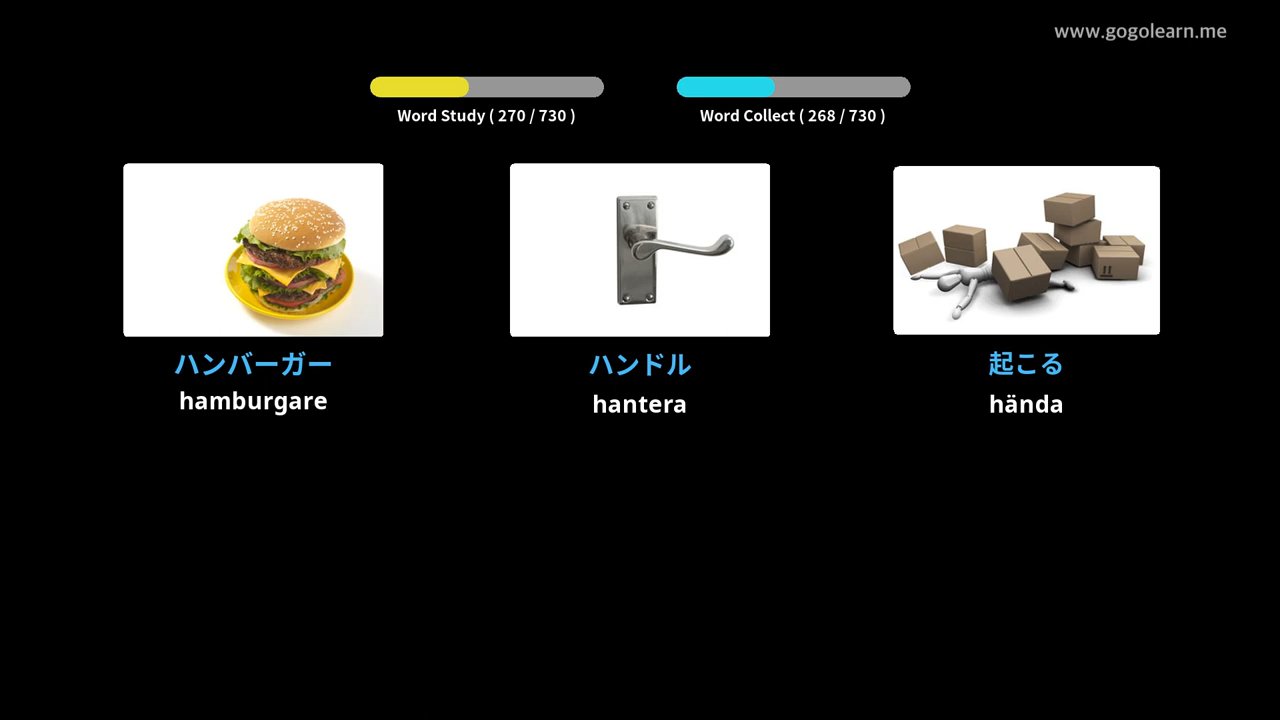 www.gogolearn.me
Word Study ( 270 / 730 )
Word Collect ( 268 / 730 )
ハンバーガー
hamburgare
ハンドル
hantera
起こる
hända